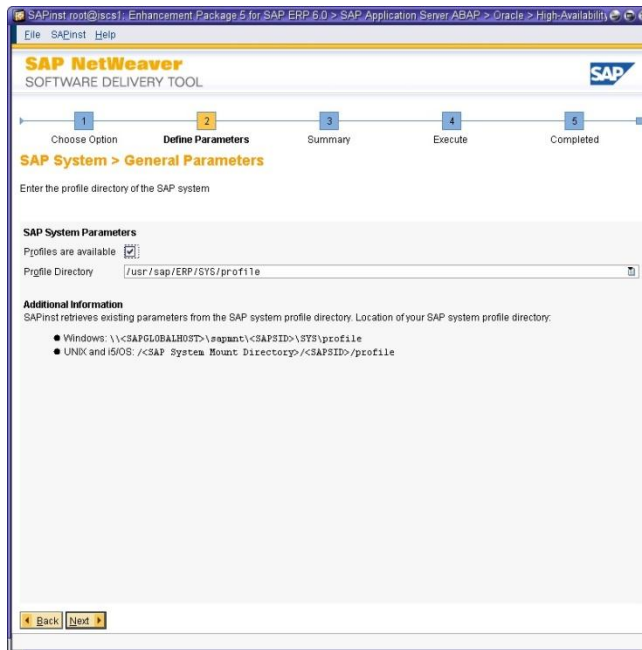 SAPinst root@iscs1: Enhancement Package 5 for SAP ERP 6.0 > SAP Application Server ABAP > Oracle > High-Availability
File SAPinst Help
SAP NetWeaver
SOFTWARE DELIVERY TOOL
SAP
1 2 3 4 5
Choose Option Define Parameters Summary Execute Completed
SAP System > General Parameters
Enter the profile directory of the SAP system
SAP System Parameters
Profiles are available
Profile Directory /usr/sap/ERP/SYS/profile
Additional Information
SAPinst retrieves existing parameters from the SAP system profile directory. Location of your SAP system profile directory:
● Windows: \\<SAPGLOBALHOST>\sapmnt\<SAPSID>\SYS\profile
● UNIX and i5/OS: /<SAP System Mount Directory>/<SAPSID>/profile
Back Next